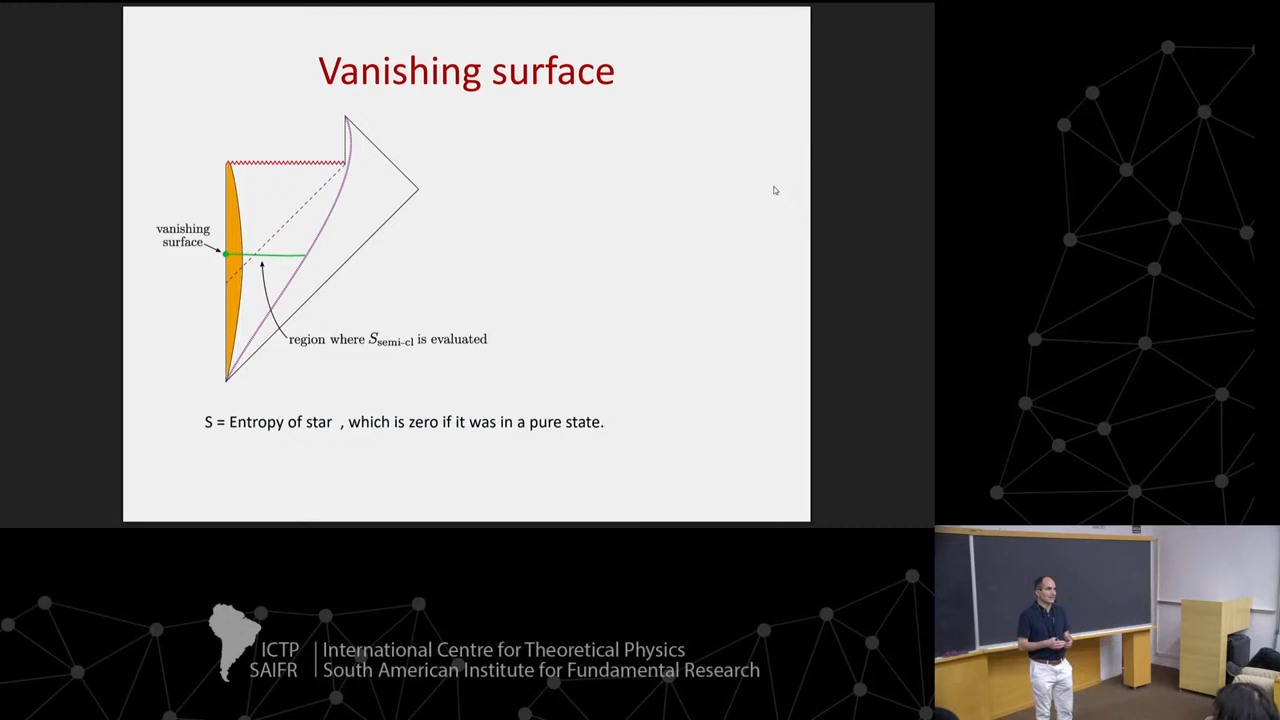 Vanishing surface
vanishing
surface
region where S_semi-cl is evaluated
S = Entropy of star , which is zero if it was in a pure state.
ICTP
SAIFR
International Centre for Theoretical Physics
South American Institute for Fundamental Research